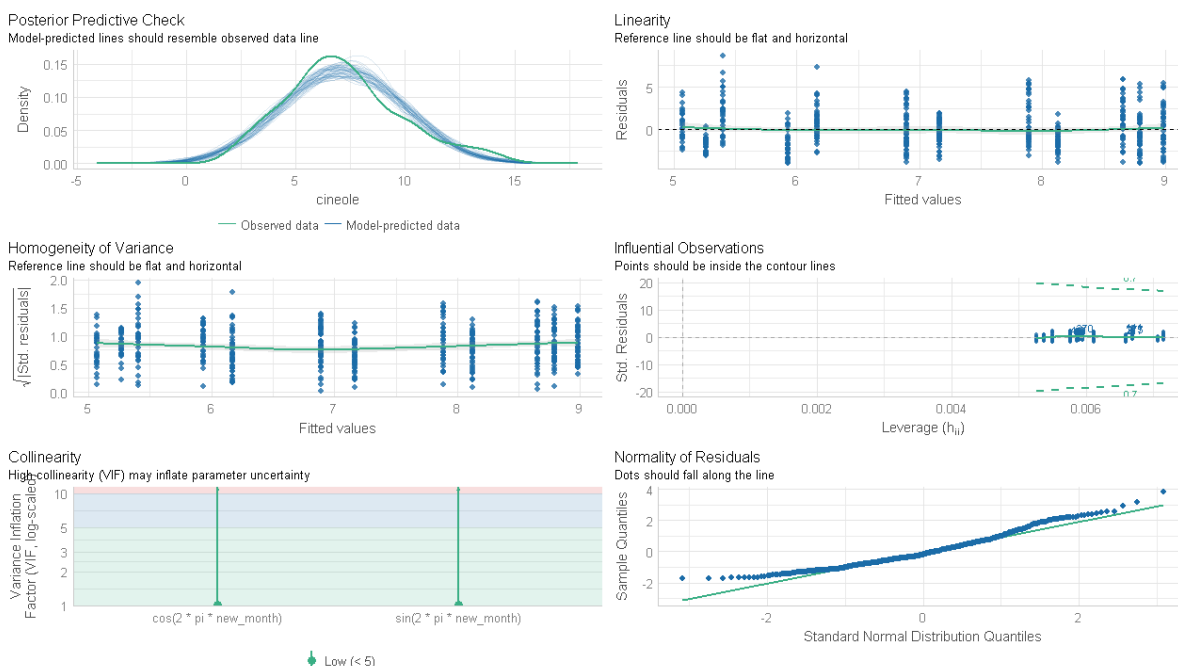 Posterior Predictive Check
Model-predicted lines should resemble observed data line
0.15
0.10
0.05
0.00
Density
-5 0 5 10 15
cineole
Observed data Model-predicted data
Linearity
Reference line should be flat and horizontal
5
0
Residuals
5 6 7 8 9
Fitted values
Homogeneity of Variance
Reference line should be flat and horizontal
2.0
1.5
1.0
0.5
0.0
√|Std. residuals|
5 6 7 8 9
Fitted values
Influential Observations
Points should be inside the contour lines
20
10
0
-10
-20
Std. Residuals
0.7
0.7
0.000 0.002 0.004 0.006
Leverage (hii)
Collinearity
High collinearity (VIF) may inflate parameter uncertainty
10
5
3
2
1
Variance Inflation
Factor (VIF, log-scaled)
cos(2 * pi * new_month) sin(2 * pi * new_month)
Low (< 5)
Normality of Residuals
Dots should fall along the line
4
2
0
-2
Sample Quantiles
-2 0 2
Standard Normal Distribution Quantiles